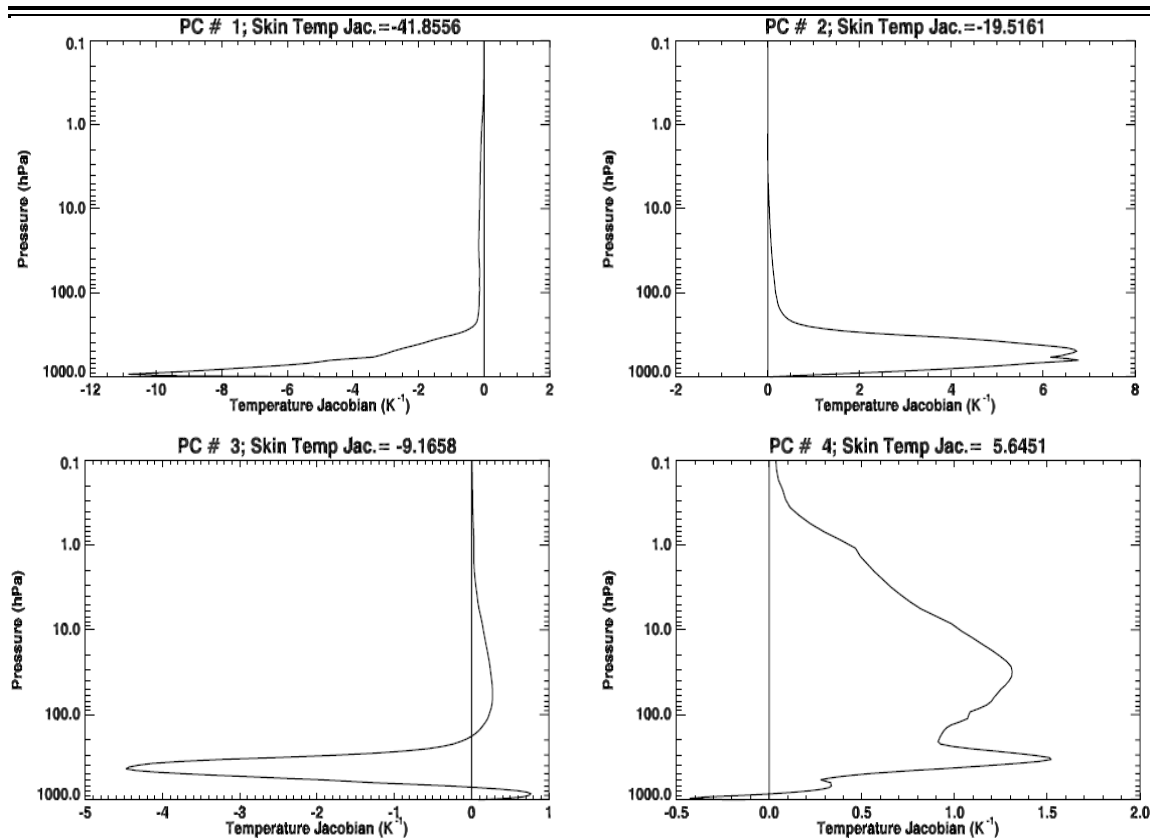 PC # 1; Skin Temp Jac.=-41.8556
0.1
1.0
10.0
100.0
1000.0
Pressure (hPa)
-12 -10 -8 -6 -4 -2 0 2
Temperature Jacobian (K⁻¹)
PC # 2; Skin Temp Jac.=-19.5161
0.1
1.0
10.0
100.0
1000.0
Pressure (hPa)
-2 0 2 4 6 8
Temperature Jacobian (K⁻¹)
PC # 3; Skin Temp Jac.= -9.1658
0.1
1.0
10.0
100.0
1000.0
Pressure (hPa)
-5 -4 -3 -2 -1 0 1
Temperature Jacobian (K⁻¹)
PC # 4; Skin Temp Jac.= 5.6451
0.1
1.0
10.0
100.0
1000.0
Pressure (hPa)
-0.5 0.0 0.5 1.0 1.5 2.0
Temperature Jacobian (K⁻¹)